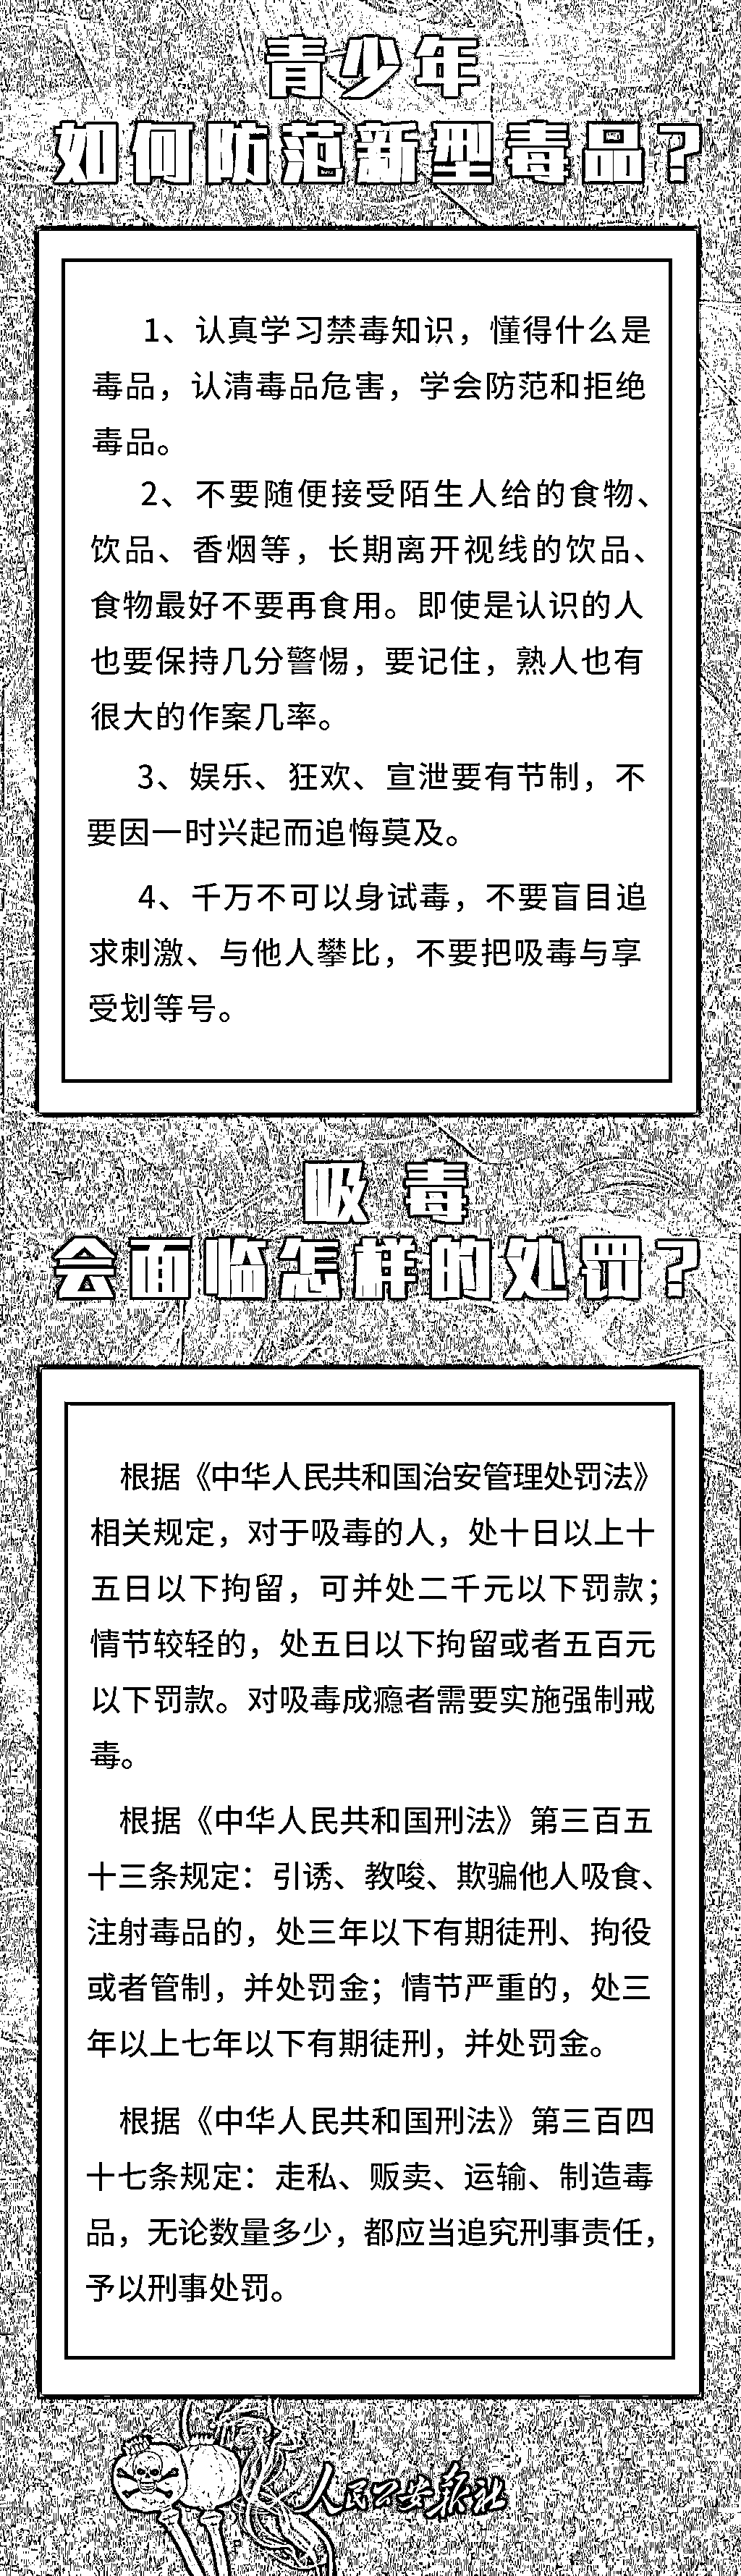 青少年
如何防范新型毒品？
1、认真学习禁毒知识，懂得什么是
毒品，认清毒品危害，学会防范和拒绝
毒品。
2、不要随便接受陌生人给的食物、
饮品、香烟等，长期离开视线的饮品、
食物最好不要再食用。即使是认识的人
也要保持几分警惕，要记住，熟人也有
很大的作案几率。
3、娱乐、狂欢、宣泄要有节制，不
要因一时兴起而追悔莫及。
4、千万不可以身试毒，不要盲目追
求刺激、与他人攀比，不要把吸毒与享
受划等号。
吸毒
会面临怎样的处罚？
根据《中华人民共和国治安管理处罚法》
相关规定，对于吸毒的人，处十日以上十
五日以下拘留，可并处二千元以下罚款；
情节较轻的，处五日以下拘留或者五百元
以下罚款。对吸毒成瘾者需要实施强制戒
毒。
根据《中华人民共和国刑法》第三百五
十三条规定：引诱、教唆、欺骗他人吸食、
注射毒品的，处三年以下有期徒刑、拘役
或者管制，并处罚金；情节严重的，处三
年以上七年以下有期徒刑，并处罚金。
根据《中华人民共和国刑法》第三百四
十七条规定：走私、贩卖、运输、制造毒
品，无论数量多少，都应当追究刑事责任，
予以刑事处罚。
人民公安报社